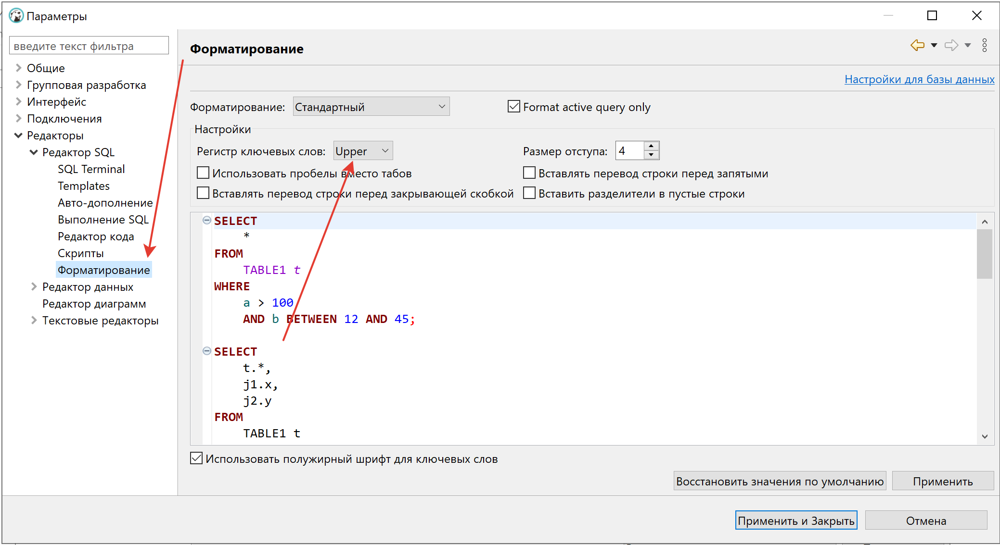 Параметры
введите текст фильтра
Общие
Групповая разработка
Интерфейс
Подключения
Редакторы
Редактор SQL
SQL Terminal
Templates
Авто-дополнение
Выполнение SQL
Редактор кода
Скрипты
Форматирование
Редактор данных
Редактор диаграмм
Текстовые редакторы
Форматирование
Настройки для базы данных
Форматирование: Стандартный Format active query only
Настройки
Регистр ключевых слов: Upper Размер отступа: 4
Использовать пробелы вместо табов Вставлять перевод строки перед запятыми
Вставлять перевод строки перед закрывающей скобкой Вставить разделители в пустые строки
SELECT
*
FROM
TABLE1 t
WHERE
a > 100
AND b BETWEEN 12 AND 45;
SELECT
t.*,
j1.x,
j2.y
FROM
TABLE1 t
Использовать полужирный шрифт для ключевых слов
Восстановить значения по умолчанию Применить
Применить и Закрыть Отмена